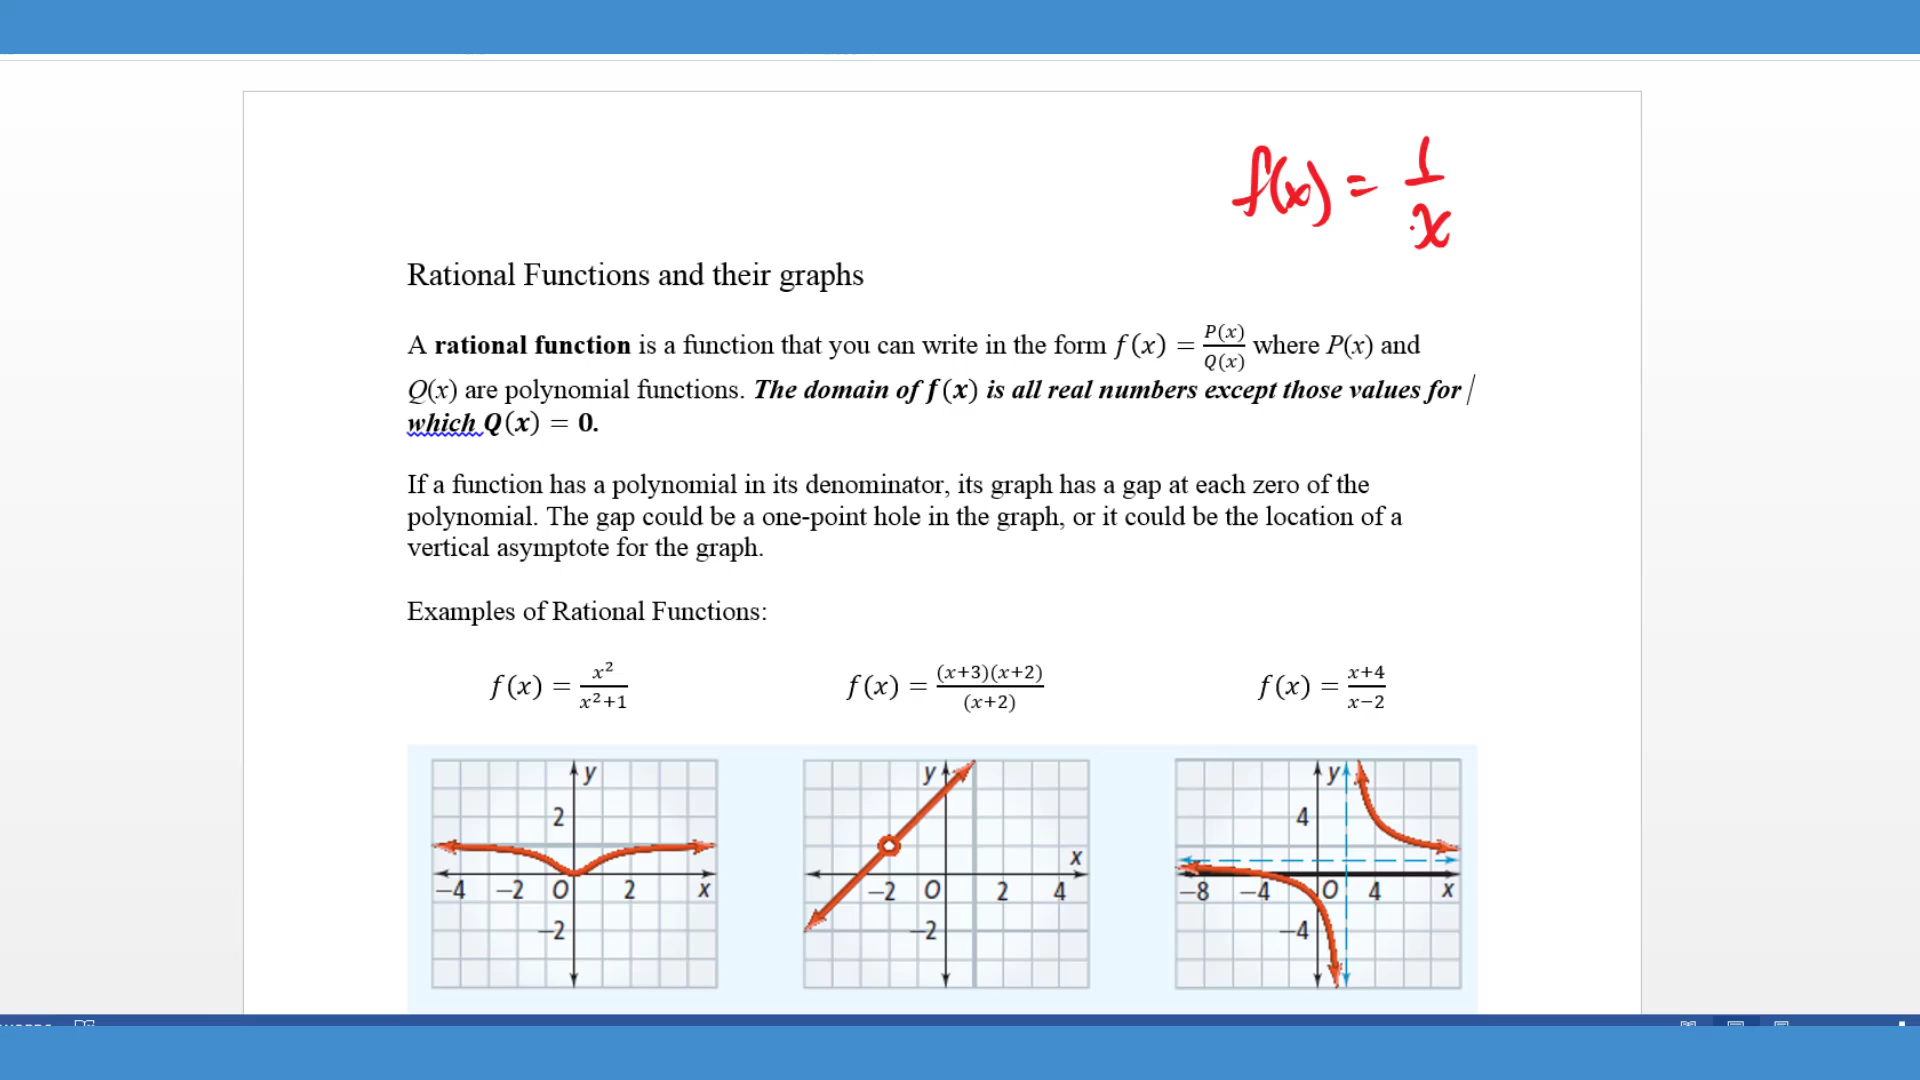 f(x) = 1/x
Rational Functions and their graphs
A rational function is a function that you can write in the form f(x) = P(x)/Q(x) where P(x) and
Q(x) are polynomial functions. The domain of f(x) is all real numbers except those values for
which Q(x) = 0.
If a function has a polynomial in its denominator, its graph has a gap at each zero of the
polynomial. The gap could be a one-point hole in the graph, or it could be the location of a
vertical asymptote for the graph.
Examples of Rational Functions:
f(x) = x²/x²+1 f(x) = (x+3)(x+2)/(x+2) f(x) = x+4/x−2
y
2
−4 −2 O 2 x
−2
y
x
−2 O 2 4
−2
y
4
−8 −4 O 4 x
−4